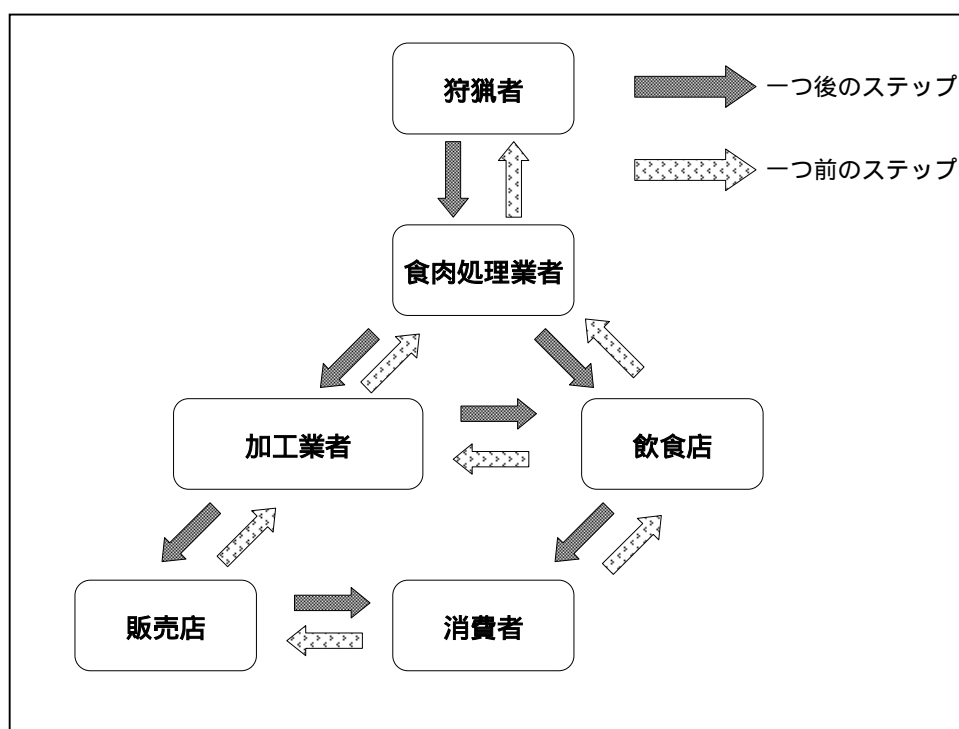 狩猟者
一つ後のステップ
一つ前のステップ
食肉処理業者
加工業者
飲食店
販売店
消費者